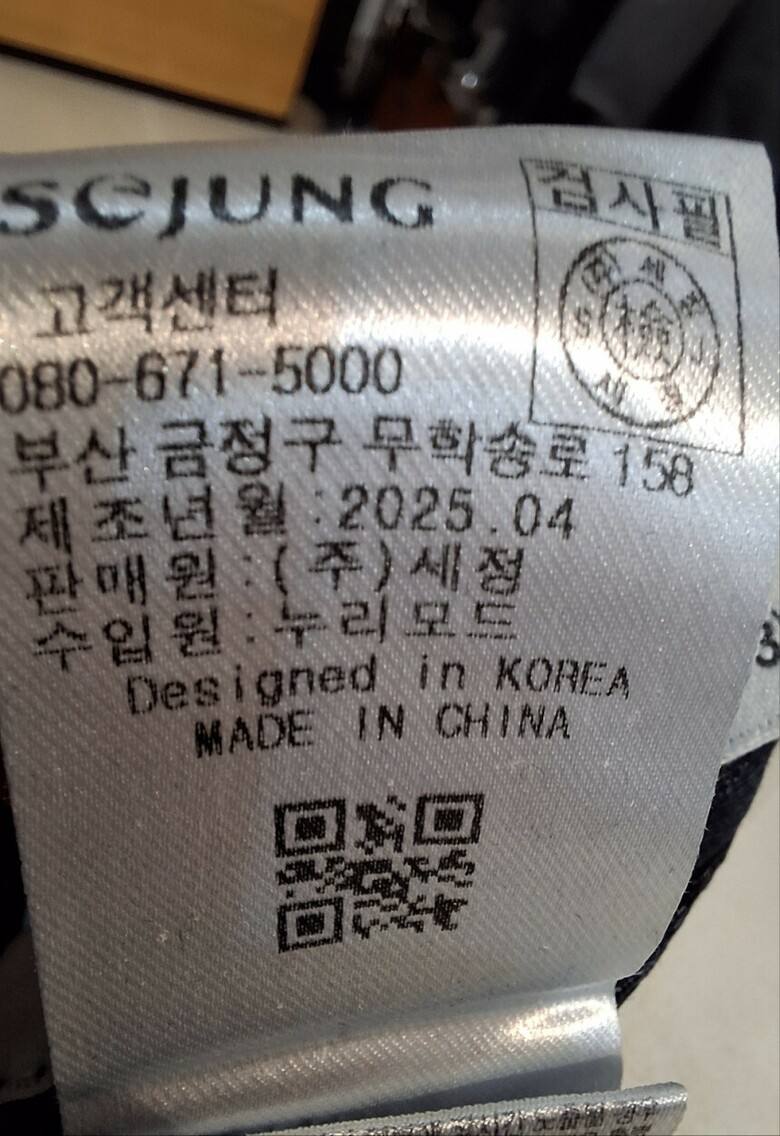 SEJUNG
검사필
고객센터
080-671-5000
부산 금정구 무학송로 158
제조년월:2025.04
판매원:(주)세정
수입원:누리모드
Designed in KOREA
MADE IN CHINA